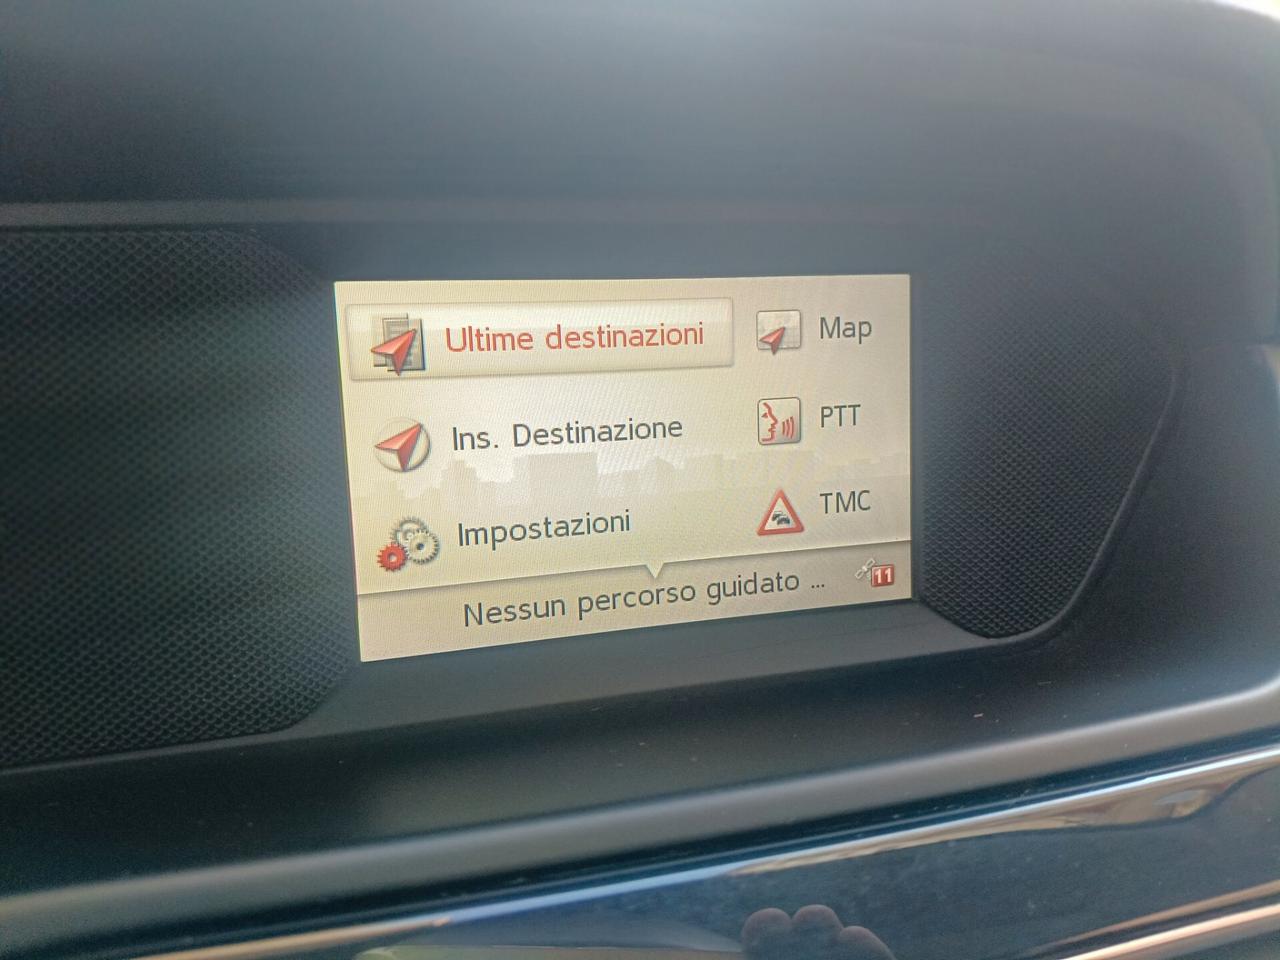 Ultime destinazioni
Ins. Destinazione
Impostazioni
Map
PTT
TMC
Nessun percorso guidato ...
11